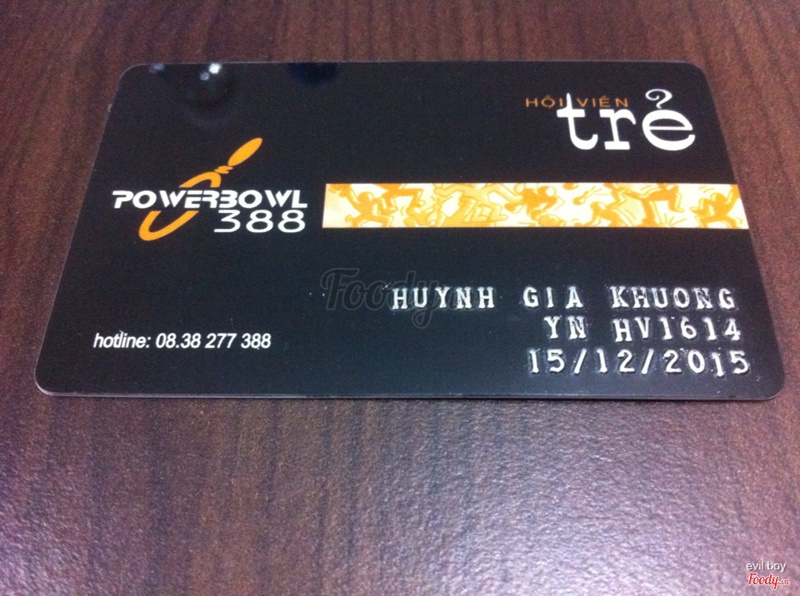 HỘI VIÊN
trẻ
POWERBOWL
388
Foody.vn
HUYNH GIA KHUONG
YN HV1614
15/12/2015
hotline: 08.38 277 388
evil boy
Foody.vn